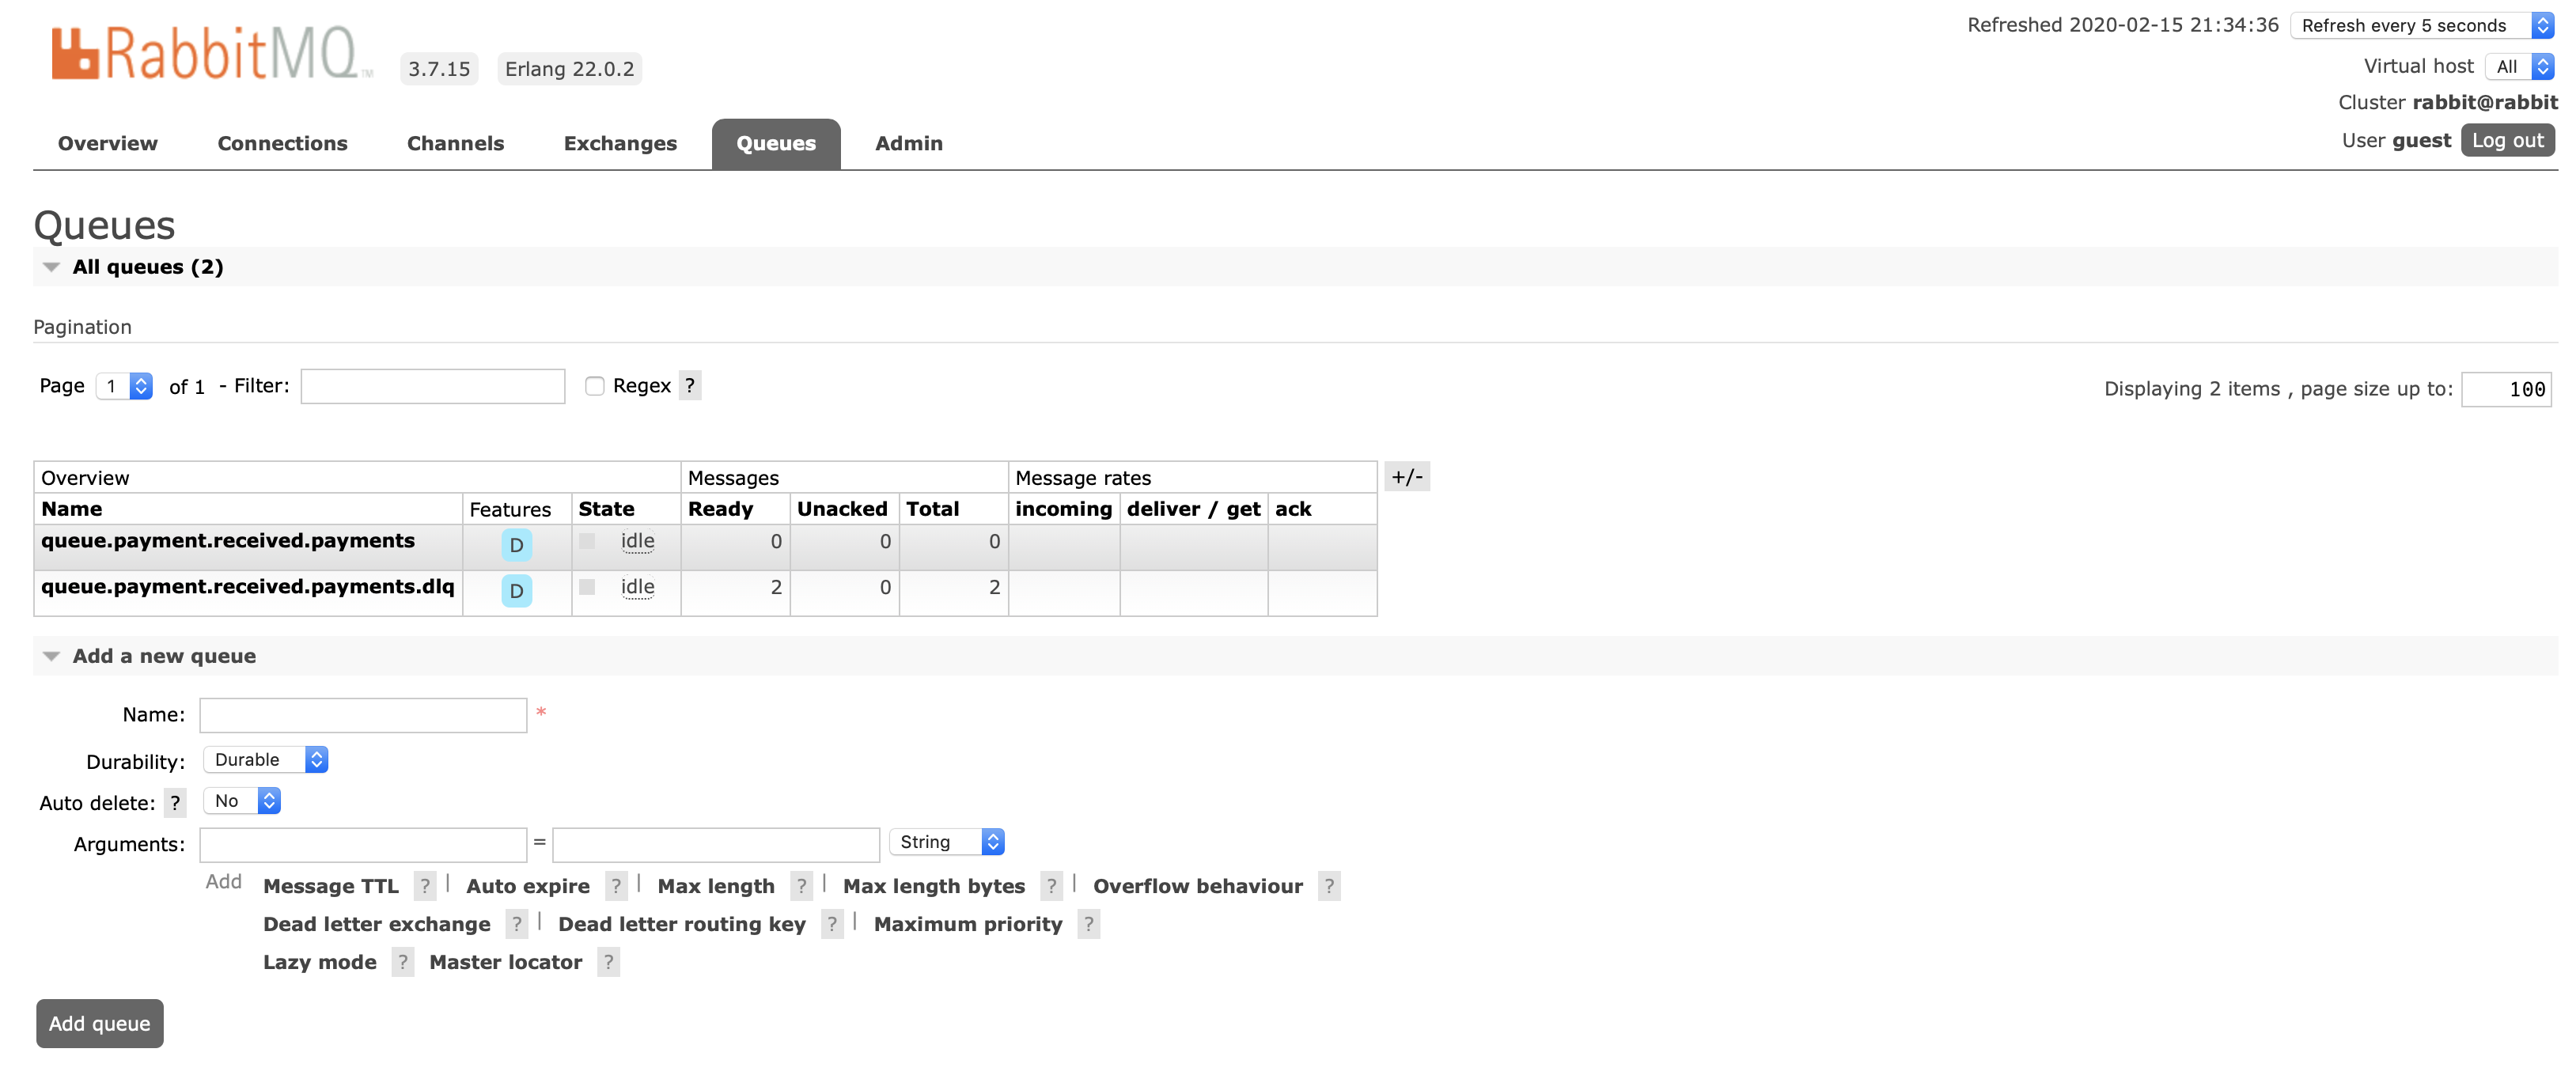 RabbitMQ TM 3.7.15 Erlang 22.0.2
Refreshed 2020-02-15 21:34:36 Refresh every 5 seconds
Virtual host All
Cluster rabbit@rabbit
User guest Log out
Overview Connections Channels Exchanges Queues Admin
Queues
All queues (2)
Pagination
Page 1 of 1 - Filter: Regex ? Displaying 2 items , page size up to: 100
Overview Messages Message rates +/-
Name Features State Ready Unacked Total incoming deliver / get ack
queue.payment.received.payments D idle 0 0 0
queue.payment.received.payments.dlq D idle 2 0 2
Add a new queue
Name: *
Durability: Durable
Auto delete: ? No
Arguments: = String
Add Message TTL ? | Auto expire ? | Max length ? | Max length bytes ? | Overflow behaviour ?
Dead letter exchange ? | Dead letter routing key ? | Maximum priority ?
Lazy mode ? Master locator ?
Add queue